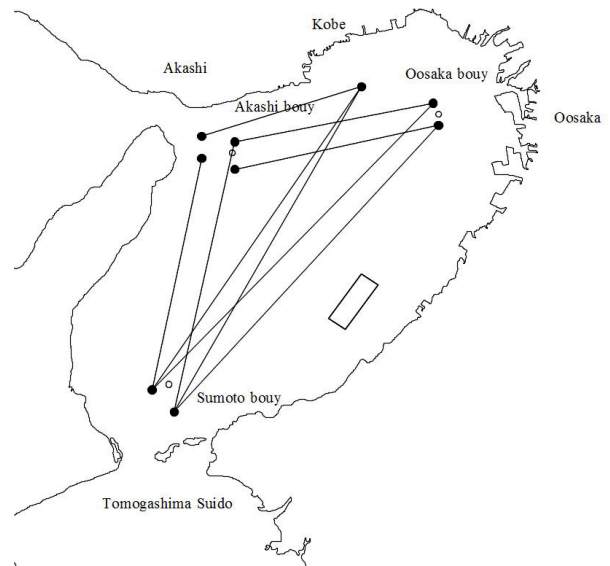 Kobe
Akashi
Oosaka bouy
Akashi bouy
Oosaka
Sumoto bouy
Tomogashima Suido